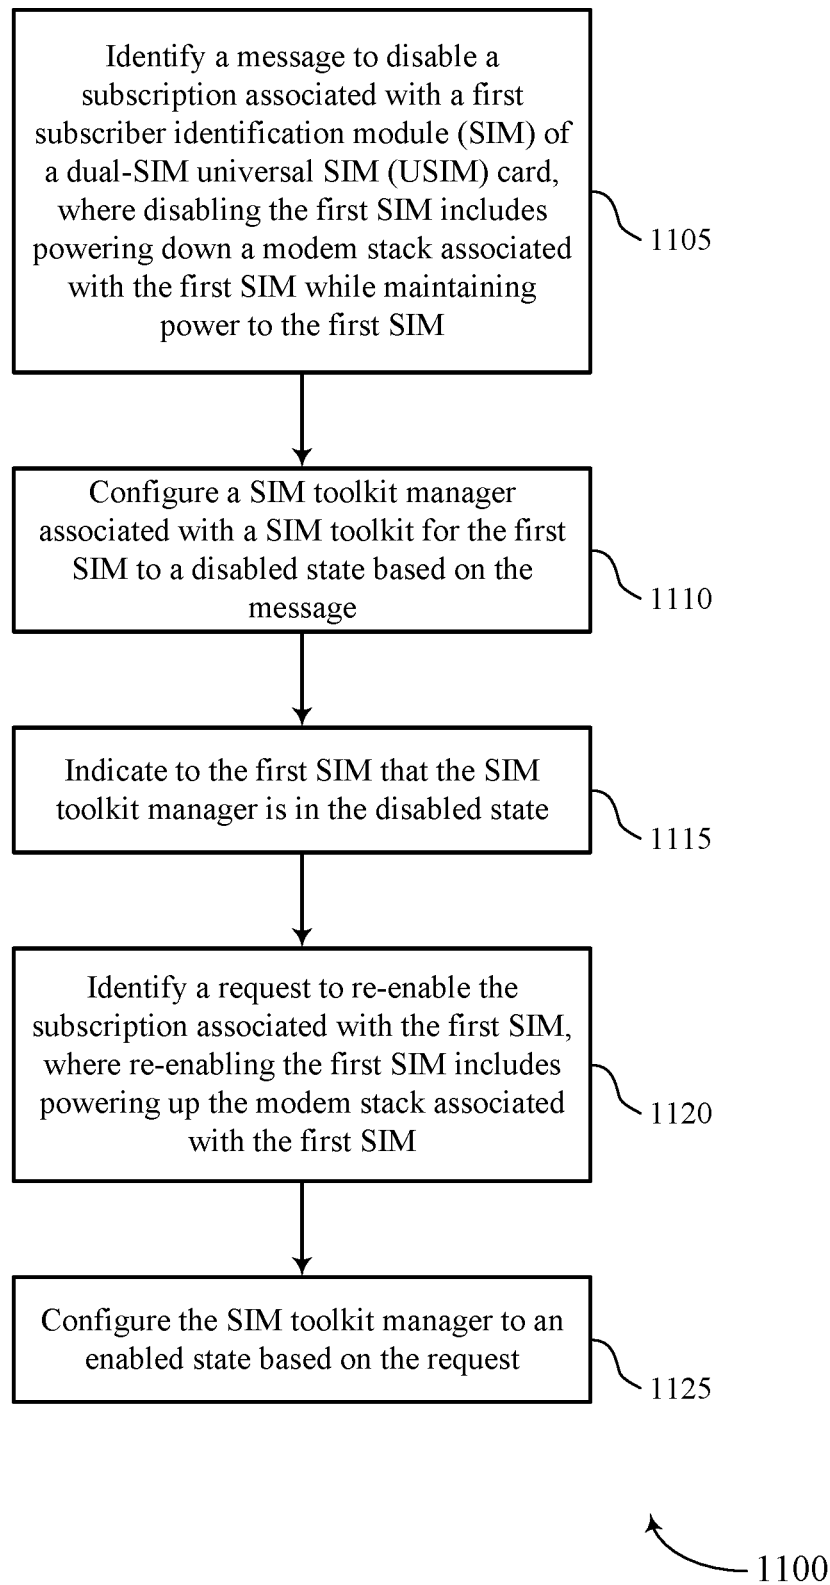 Identify a message to disable a
subscription associated with a first
subscriber identification module (SIM) of
a dual-SIM universal SIM (USIM) card,
where disabling the first SIM includes
powering down a modem stack associated
with the first SIM while maintaining
power to the first SIM
1105
Configure a SIM toolkit manager
associated with a SIM toolkit for the first
SIM to a disabled state based on the
message
1110
Indicate to the first SIM that the SIM
toolkit manager is in the disabled state
1115
Identify a request to re-enable the
subscription associated with the first SIM,
where re-enabling the first SIM includes
powering up the modem stack associated
with the first SIM
1120
Configure the SIM toolkit manager to an
enabled state based on the request
1125
1100